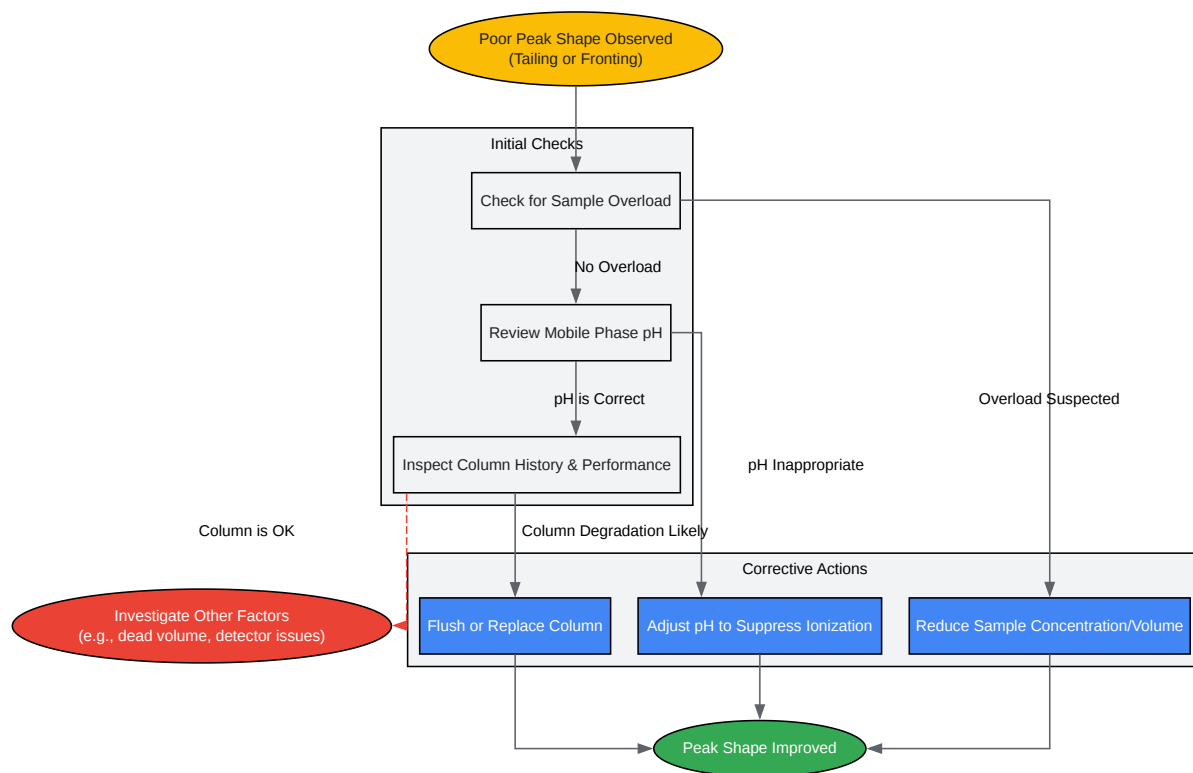 Poor Peak Shape Observed
(Tailing or Fronting)
Initial Checks
Check for Sample Overload
No Overload
Review Mobile Phase pH
pH is Correct
Overload Suspected
Inspect Column History & Performance
pH Inappropriate
Column is OK
Column Degradation Likely
Corrective Actions
Investigate Other Factors
(e.g., dead volume, detector issues)
Flush or Replace Column
Adjust pH to Suppress Ionization
Reduce Sample Concentration/Volume
Peak Shape Improved